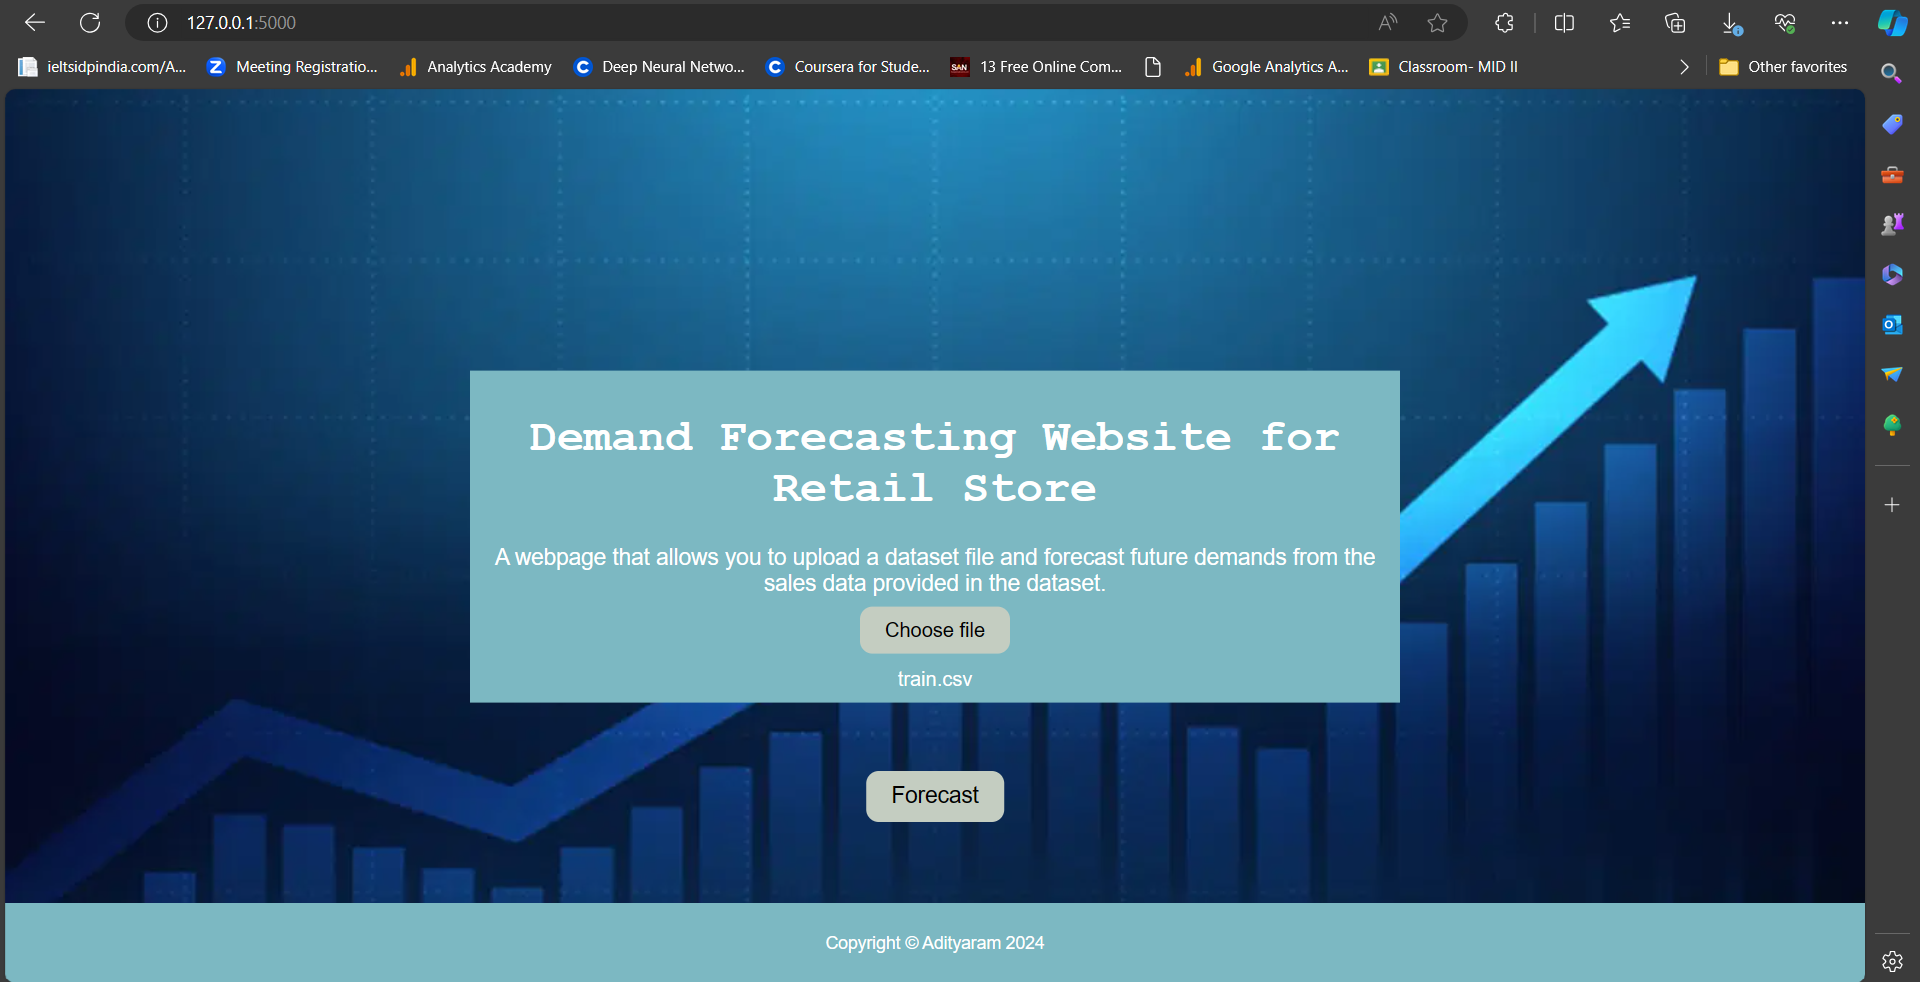 127.0.0.1:5000
ieltsidpindia.com/A...
Meeting Registratio...
Analytics Academy
Deep Neural Netwo...
Coursera for Stude...
SAN
13 Free Online Com...
Google Analytics A...
Classroom- MID II
Other favorites
Demand Forecasting Website for
Retail Store
A webpage that allows you to upload a dataset file and forecast future demands from the
sales data provided in the dataset.
Choose file
train.csv
Forecast
Copyright © Adityaram 2024